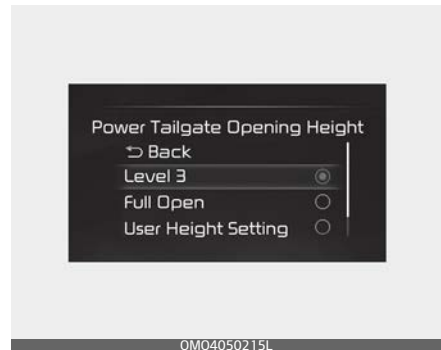 Power Tailgate Opening Height
Back
Level 3
Full Open
User Height Setting
OMO4050215L